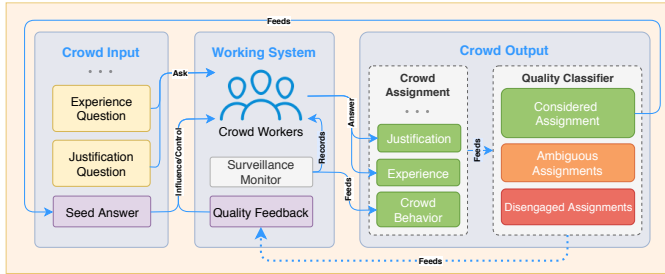 Feeds
Crowd Input
Working System
Crowd Output
Ask
Experience
Question
Justification
Question
Seed Answer
Influence/Control
Crowd Workers
Surveillance
Monitor
Quality Feedback
Records
Answer
Feeds
Crowd
Assignment
Justification
Experience
Crowd
Behavior
Feeds
Quality Classifier
Considered
Assignment
Ambiguous
Assignments
Disengaged Assignments
Feeds